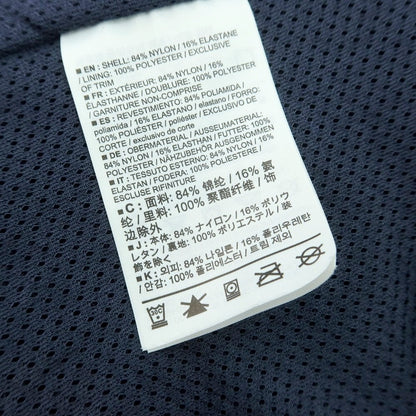 ■ EN : SHELL: 84% NYLON / 16% ELASTANE
/ LINING: 100% POLYESTER / EXCLUSIVE
OF TRIM
■ FR : EXTÉRIEUR: 84% NYLON / 16%
ÉLASTHANNE / DOUBLURE: 100% POLYESTER
/ GARNITURE NON-COMPRISE
■ ES : REVESTIMIENTO: 84% POLIAMIDA /
poliamida / 16% ELASTANO / elastano / FORRO:
100% POLIÉSTER / poliéster / EXCLUSIVO DE
CORTE / exclusivo de corte
■ DE : OBERMATERIAL / AUSSEMATERIAL:
84% NYLON / 16% ELASTHAN / FUTTER: 100%
POLYESTER / NÄHZUBEHÖR AUSGENOMMEN
■ IT : TESSUTO ESTERNO: 84% NYLON / 16%
ELASTAN / FODERA: 100% POLIESTERE /
ESCLUSE RIFINITURE
■ C : 面料: 84% 锦纶 / 16% 氨
纶 / 里料: 100% 聚酯纤维 / 饰
边除外
■ J : 本体: 84% ナイロン / 16% ポリウ
レタン / 裏地: 100% ポリエステル / 装
飾を除く
■ K : 외피: 84% 나일론 / 16% 폴리우레탄
/ 안감: 100% 폴리에스터 / 트림 제외